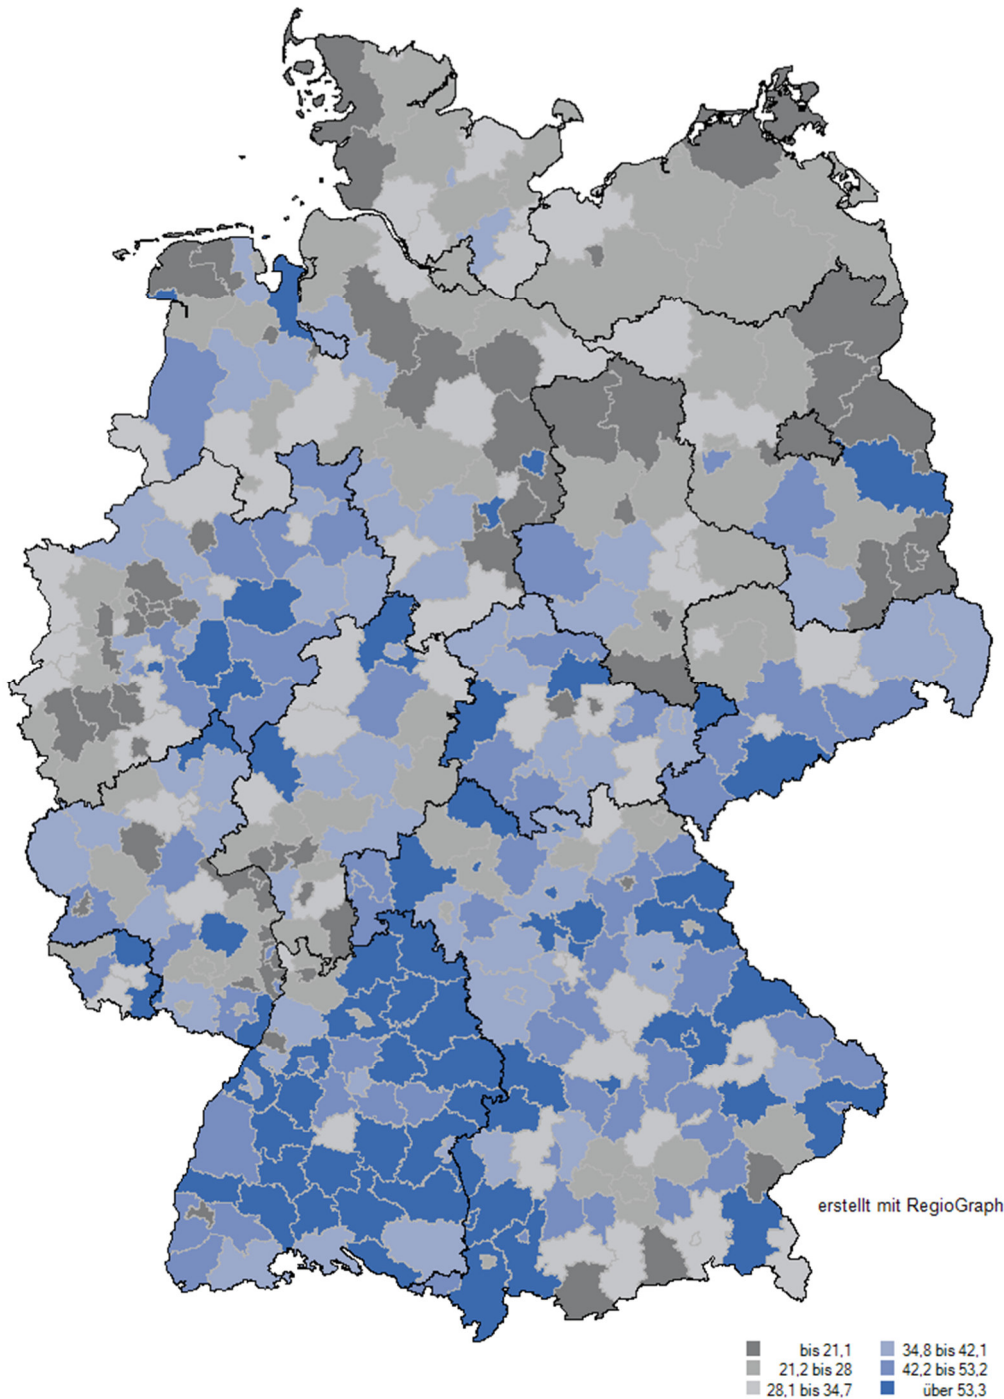 erstellt mit RegioGraph
bis 21,1
34,8 bis 42,1
21,2 bis 28
42,2 bis 53,2
28,1 bis 34,7
über 53,3